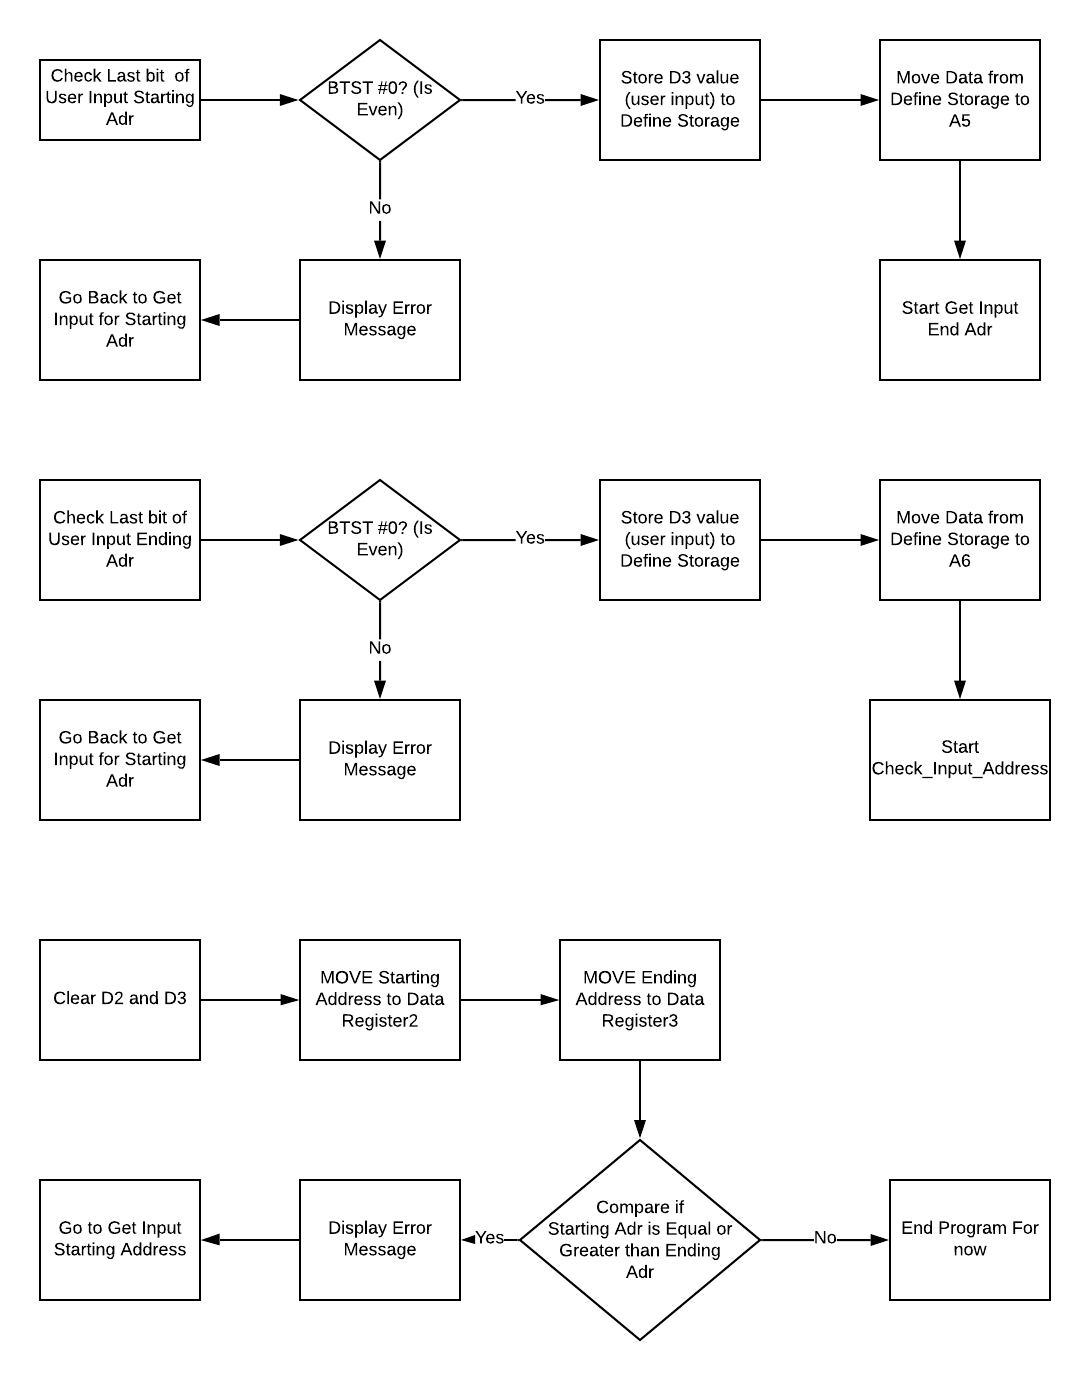 Check Last bit  of
User Input Starting
Adr
BTST #0? (Is
Even)
Yes
Store D3 value
(user input) to
Define Storage
Move Data from
Define Storage to
A5
No
Go Back to Get
Input for Starting
Adr
Display Error
Message
Start Get Input
End Adr
Check Last bit of
User Input Ending
Adr
BTST #0? (Is
Even)
Yes
Store D3 value
(user input) to
Define Storage
Move Data from
Define Storage to
A6
No
Go Back to Get
Input for Starting
Adr
Display Error
Message
Start
Check_Input_Address
Clear D2 and D3
MOVE Starting
Address to Data
Register2
MOVE Ending
Address to Data
Register3
Go to Get Input
Starting Address
Display Error
Message
Yes
Compare if
Starting Adr is Equal or
Greater than Ending
Adr
No
End Program For
now